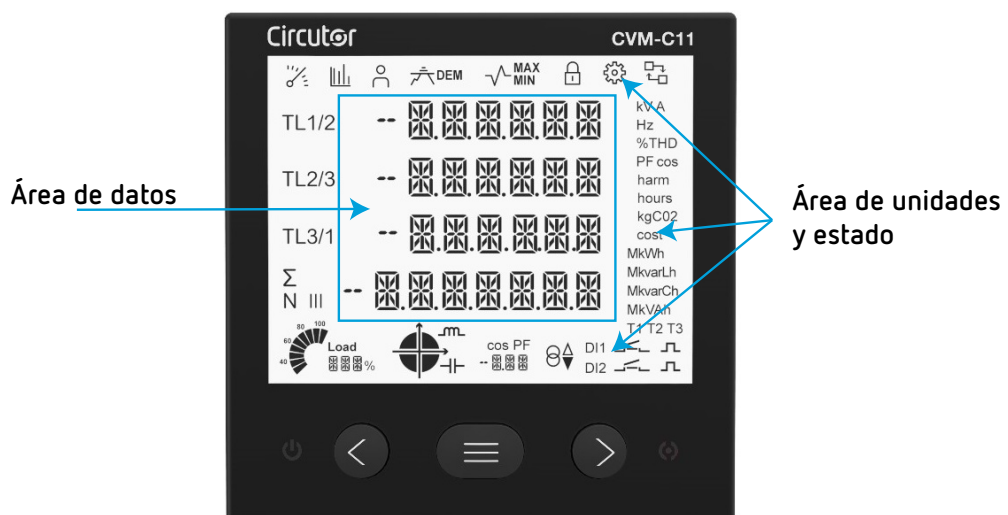 Circutor
CVM-C11
DEM
MAX
MIN
TL1/2
TL2/3
TL3/1
Σ
N III
kV A
Hz
%THD
PF cos
harm
hours
kgC02
cost
MkWh
MkvarLh
MkvarCh
MkVAh
T1 T2 T3
40 60 80 100
Load
%
cos PF
DI1
DI2
Área de datos
Área de unidades
y estado